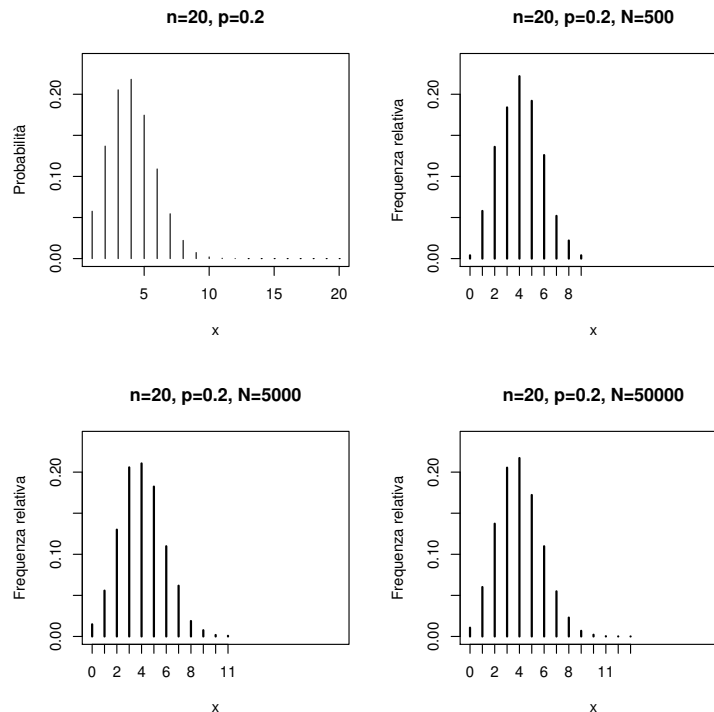 n=20, p=0.2
Probabilità
0.00 0.10 0.20
5 10 15 20
x
n=20, p=0.2, N=500
Frequenza relativa
0.00 0.10 0.20
0 2 4 6 8
x
n=20, p=0.2, N=5000
Frequenza relativa
0.00 0.10 0.20
0 2 4 6 8 11
x
n=20, p=0.2, N=50000
Frequenza relativa
0.00 0.10 0.20
0 2 4 6 8 11
x